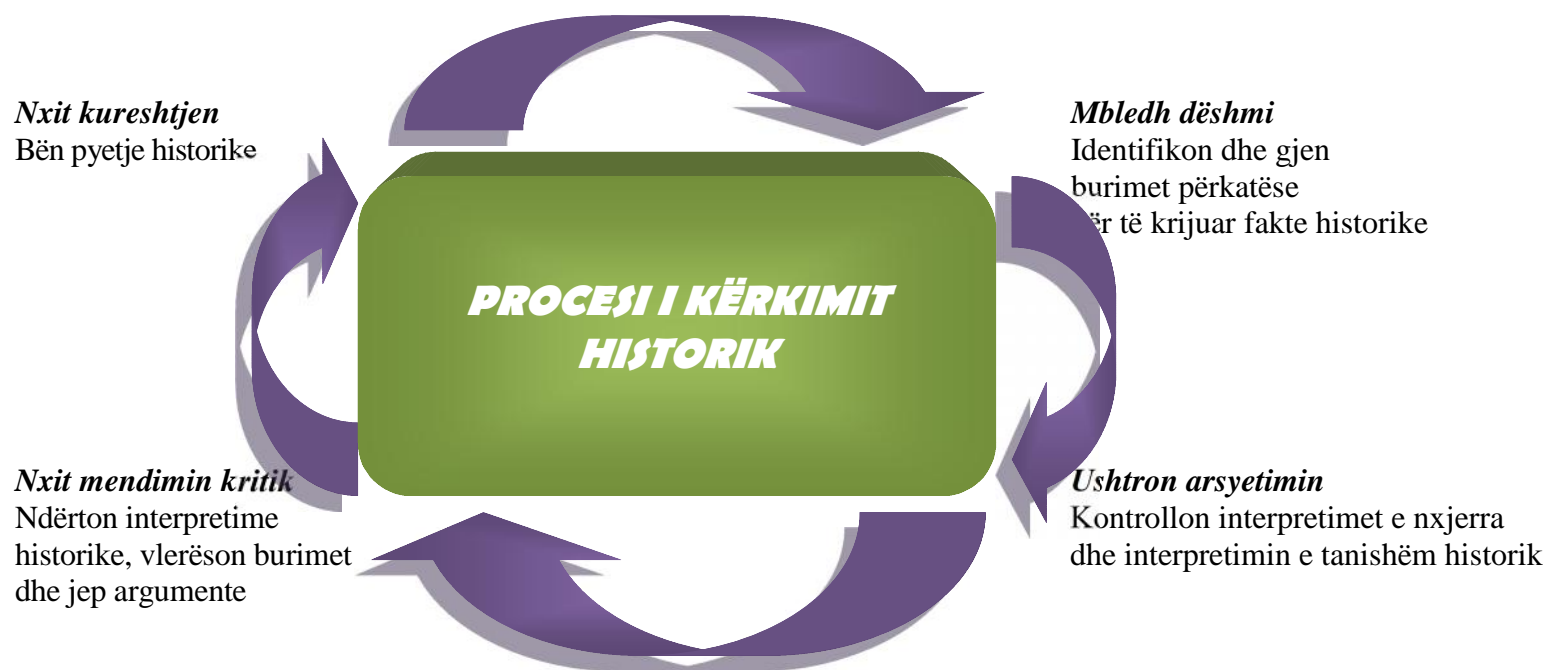 Nxit kureshtjen
Bën pyetje historike
Mbledh dëshmi
Identifikon dhe gjen
burimet përkatëse
për të krijuar fakte historike
PROCESI I KËRKIMIT
HISTORIK
Nxit mendimin kritik
Ndërton interpretime
historike, vlerëson burimet
dhe jep argumente
Ushtron arsyetimin
Kontrollon interpretimet e nxjerra
dhe interpretimin e tanishëm historik